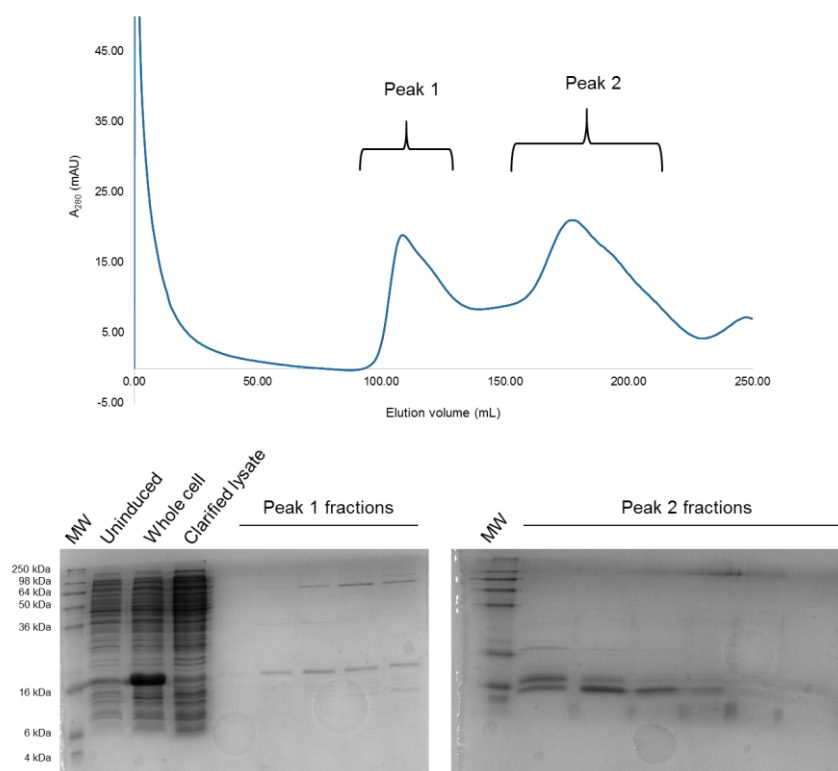 45.00
35.00
25.00
15.00
5.00
-5.00
A280 (mAU)
Peak 1
Peak 2
0.00 50.00 100.00 150.00 200.00 250.00
Elution volume (mL)
MW
Uninduced
Whole cell
Clarified lysate
Peak 1 fractions
MW
Peak 2 fractions
250 kDa
98 kDa
64 kDa
50 kDa
36 kDa
16 kDa
6 kDa
4 kDa